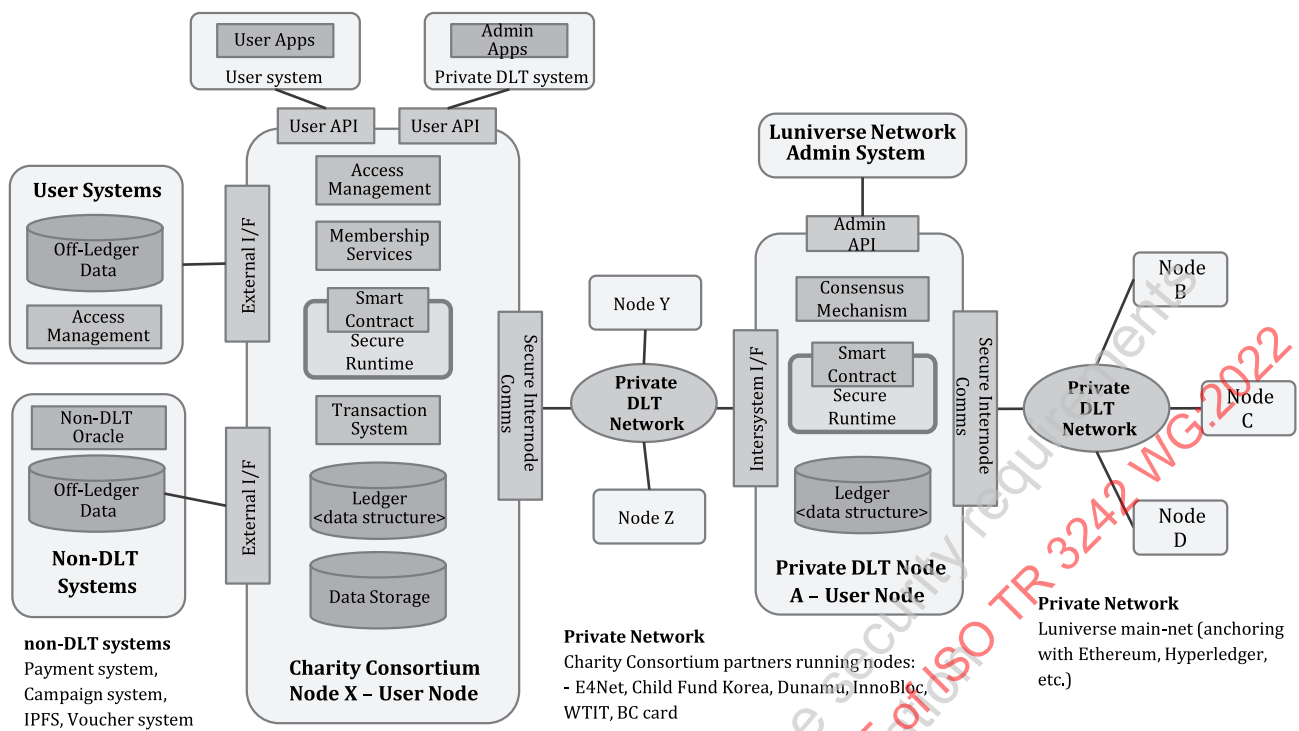 User Apps
User system
Admin
Apps
Private DLT system
User API
User API
User Systems
Off-Ledger
Data
Access
Management
External I/F
Non-DLT
Oracle
Off-Ledger
Data
Non-DLT
Systems
External I/F
non-DLT systems
Payment system,
Campaign system,
IPFS, Voucher system
Access
Management
Membership
Services
Smart
Contract
Secure
Runtime
Transaction
System
Ledger
<data structure>
Data Storage
Charity Consortium
Node X – User Node
Secure Internode
Comms
Node Y
Private
DLT
Network
Node Z
Private Network
Charity Consortium partners running nodes:
- E4Net, Child Fund Korea, Dunamu, InnoBloc,
WTIT, BC card
Luniverse Network
Admin System
Admin
API
Intersystem I/F
Consensus
Mechanism
Smart
Contract
Secure
Runtime
Ledger
<data structure>
Private DLT Node
A – User Node
Secure Internode
Comms
Private
DLT
Network
Node
B
Node
C
Node
D
Private Network
Luniverse main-net (anchoring
with Ethereum, Hyperledger,
etc.)
e security requirements
of ISO TR 3242 WG:2022